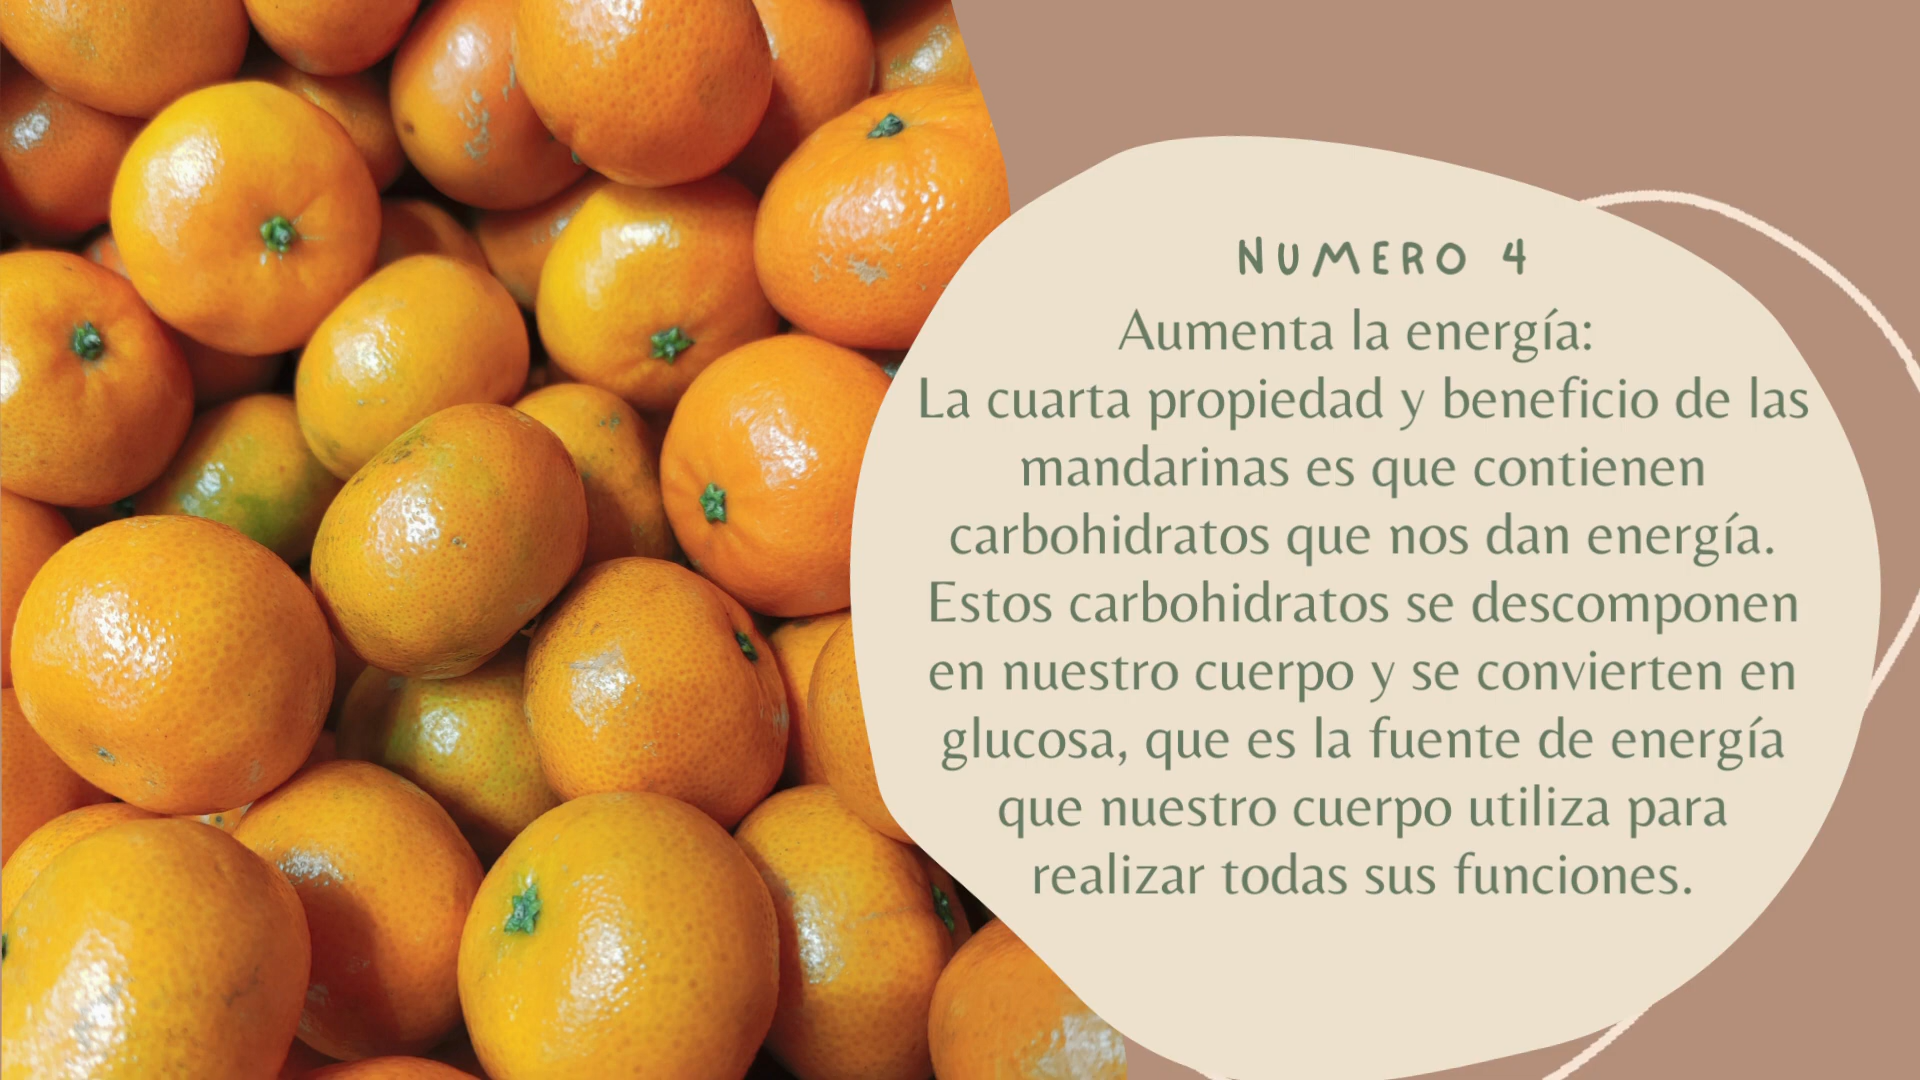 NUMERO 4
Aumenta la energía:
La cuarta propiedad y beneficio de las
mandarinas es que contienen
carbohidratos que nos dan energía.
Estos carbohidratos se descomponen
en nuestro cuerpo y se convierten en
glucosa, que es la fuente de energía
que nuestro cuerpo utiliza para
realizar todas sus funciones.